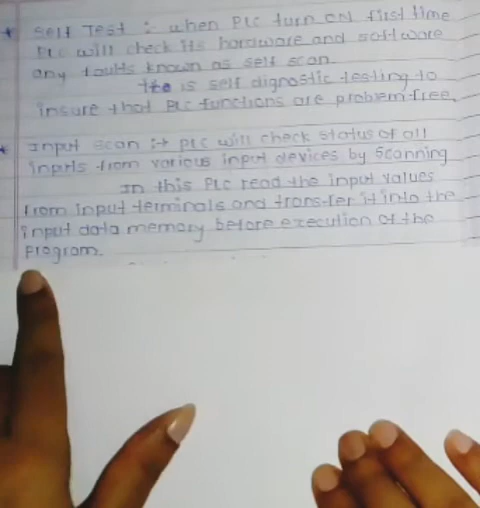 * Self Test : when PLC turn on first time
PLC will check its hardware and software
any faults known as self scan.
is self dignostic testing to
insure that PLC functions are problem-free.
* Input scan :→ PLC will check status of all
inputs from various input devices by Scanning
In this PLC read the input values
from input terminals and transfer it into the
input data memory before execution of the
Program.